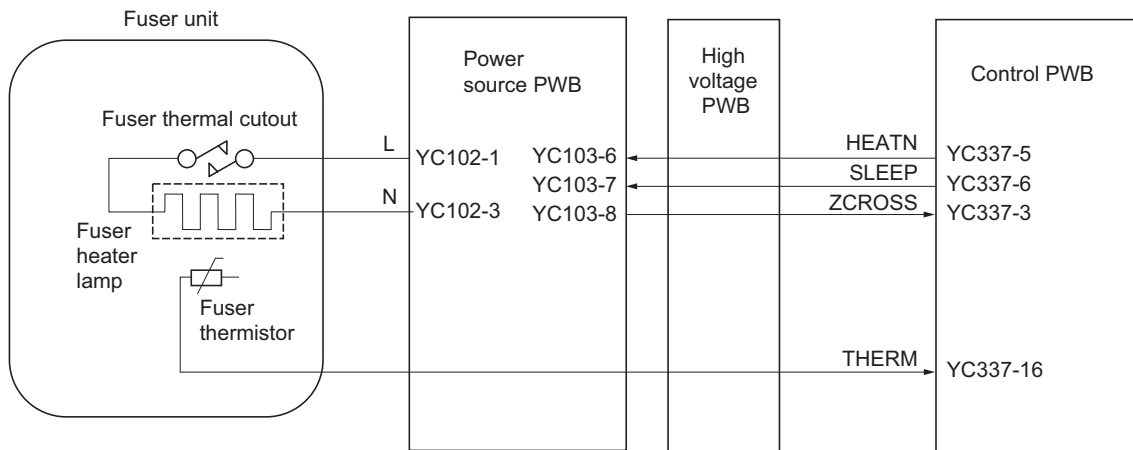 Fuser unit
Power
source PWB
High
voltage
PWB
Control PWB
Fuser thermal cutout
L
YC102-1
YC103-6
HEATN
YC337-5
YC103-7
SLEEP
YC337-6
N
YC102-3
YC103-8
ZCROSS
YC337-3
Fuser
heater
lamp
Fuser
thermistor
THERM
YC337-16